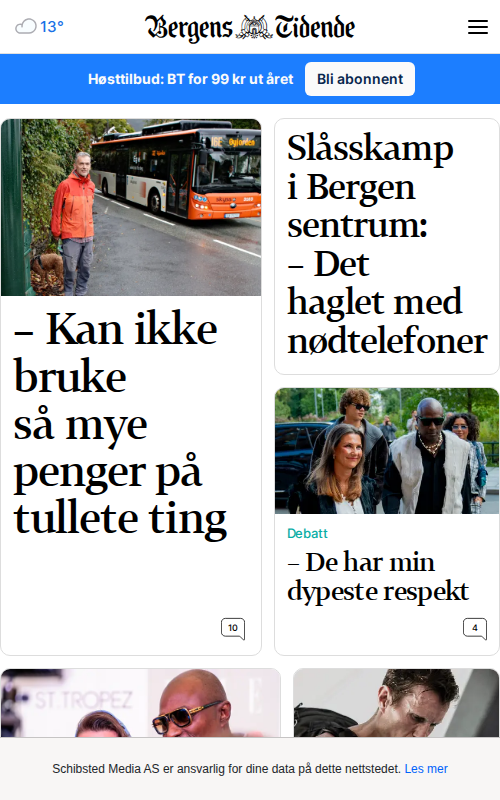 13°
Bergens Tidende
Høsttilbud: BT for 99 kr ut året
Bli abonnent
16E Oglarden
– Kan ikke
bruke
så mye
penger på
tullete ting
10
Slåsskamp
i Bergen
sentrum:
– Det
haglet med
nødtelefoner
Debatt
– De har min
dypeste respekt
4
ST.TROPEZ
Schibsted Media AS er ansvarlig for dine data på dette nettstedet. Les mer